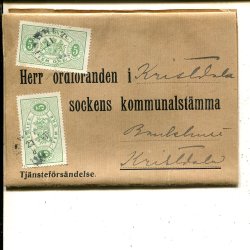 Herr ordföranden i Kristdala
sockens kommunalstämma
Kristdala
Tjänsteförsändelse.